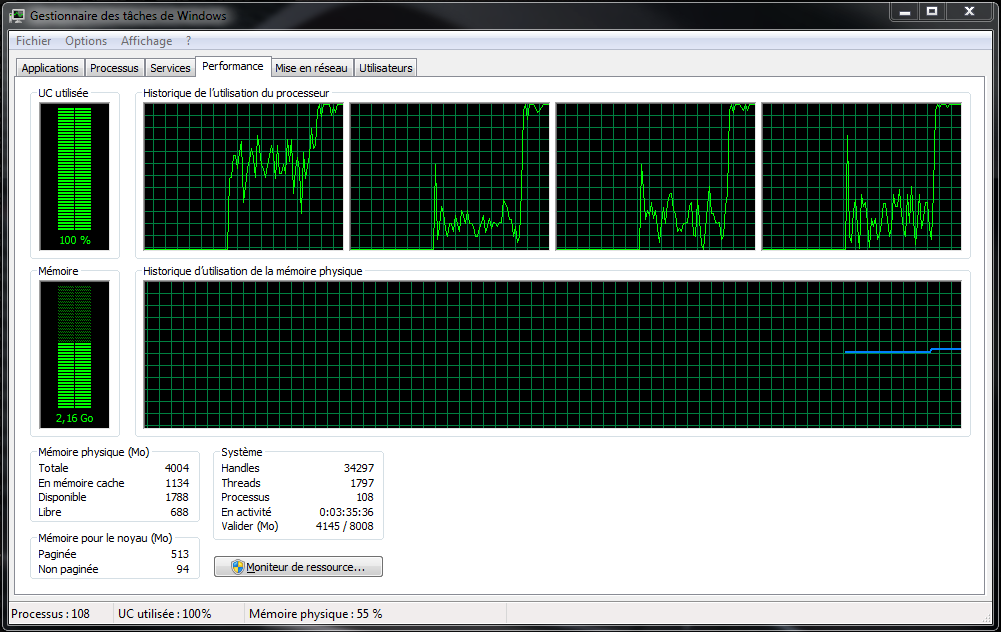 Gestionnaire des tâches de Windows
Fichier Options Affichage ?
Applications Processus Services Performance Mise en réseau Utilisateurs
UC utilisée
100 %
Historique de l'utilisation du processeur
Mémoire
2,16 Go
Historique d'utilisation de la mémoire physique
Mémoire physique (Mo)
Totale 4004
En mémoire cache 1134
Disponible 1788
Libre 688
Mémoire pour le noyau (Mo)
Paginée 513
Non paginée 94
Système
Handles 34297
Threads 1797
Processus 108
En activité 0:03:35:36
Valider (Mo) 4145 / 8008
Moniteur de ressource...
Processus : 108 UC utilisée : 100% Mémoire physique : 55 %